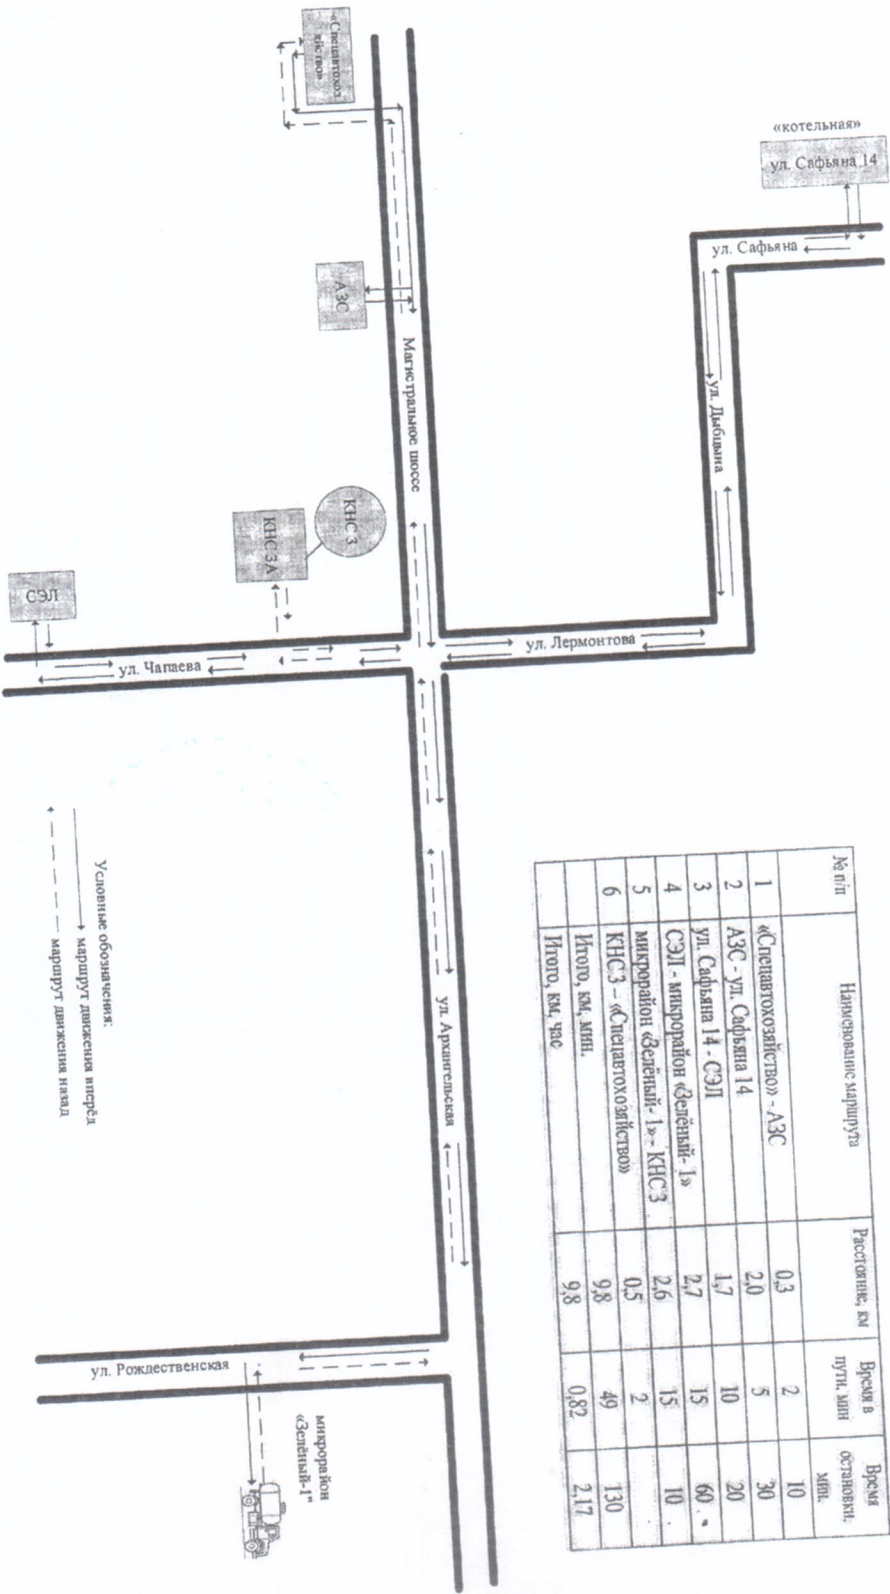 «Спецавтохоз
яйство»
«котельная»
ул. Сафьяна 14
ул. Сафьяна
АЗС
Магистральное шоссе
ул. Дыбцына
КНС 3
КНС 3А
СЭЛ
ул. Чапаева
ул. Лермонтова
ул. Архангельская
ул. Рождественская
микрорайон
«Зелёный-1"
Условные обозначения:
маршрут движения вперёд
маршрут движения назад
№ п/п Наименование маршрута Расстояние, км Время в пути, мин Время остановки, мин.
1 «Спецавтохозяйство» - АЗС 0,3 2 10
2 АЗС - ул. Сафьяна 14 2,0 5 30
3 ул. Сафьяна 14 - СЭЛ 1,7 10 20
4 СЭЛ - микрорайон «Зелёный- 1» 2,7 15 60
5 микрорайон «Зелёный- 1» - КНС 3 2,6 15 10
6 КНС 3 – «Спецавтохозяйство» 0,5 2
Итого, км, мин. 9,8 49 130
Итого, км, час 9,8 0,82 2,17